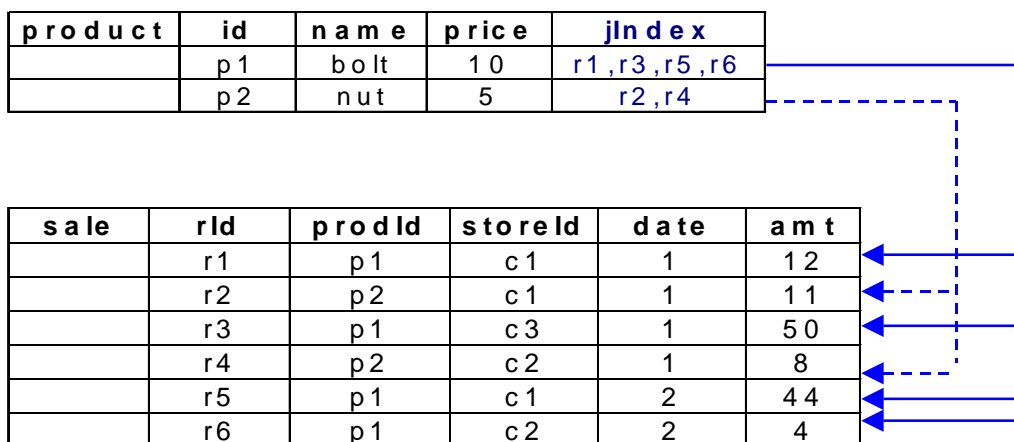 product id name price jIndex
p1 bolt 10 r1,r3,r5,r6
p2 nut 5 r2,r4
sale rId prodId storeId date amt
r1 p1 c1 1 12
r2 p2 c1 1 11
r3 p1 c3 1 50
r4 p2 c2 1 8
r5 p1 c1 2 44
r6 p1 c2 2 4